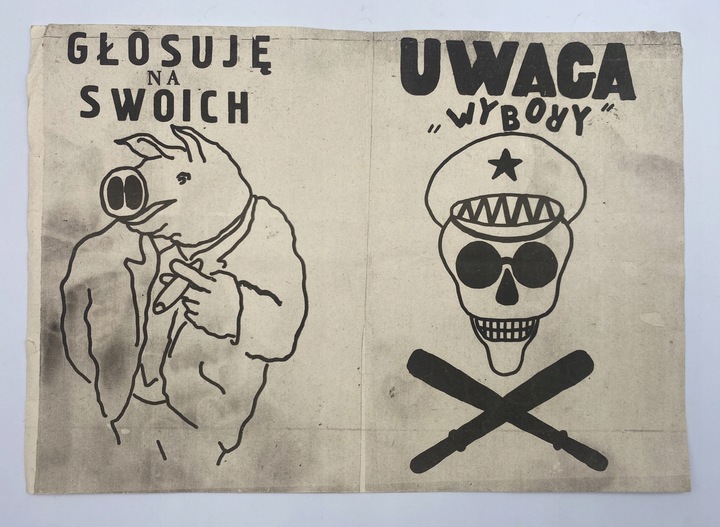 GŁOSUJĘ
NA
SWOICH
UWAGA
„WYBORY”